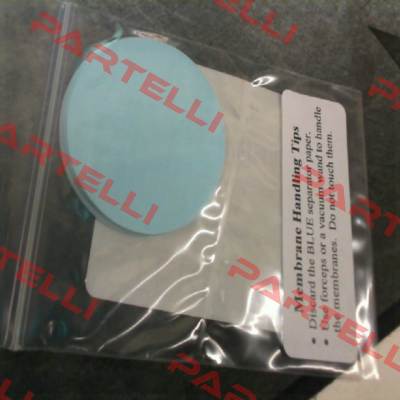 Membrane Handling Tips
• Discard the BLUE separator paper.
• Use forceps or a vacuum wand to handle
the membranes. Do not touch them.
PARTELLI
PARTELLI
PARTELLI
PARTELLI
PARTELLI
PARTELLI